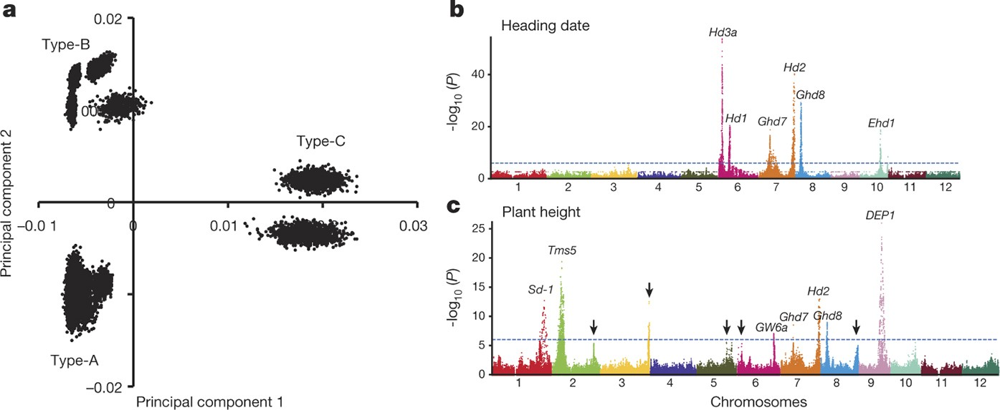 a
0.02
Type-B
00
Type-C
Principal component 2
0
−0.01
0
0.01
0.03
Type-A
−0.02
Principal component 1
b
Heading date
Hd3a
Hd2
Ghd8
Hd1
Ghd7
Ehd1
-log10 (P)
40
20
0
1 2 3 4 5 6 7 8 9 10 11 12
c
Plant height
DEP1
Tms5
Sd-1
Hd2
Ghd7
Ghd8
GW6a
-log10 (P)
25
20
15
10
5
0
1 2 3 4 5 6 7 8 9 10 11 12
Chromosomes